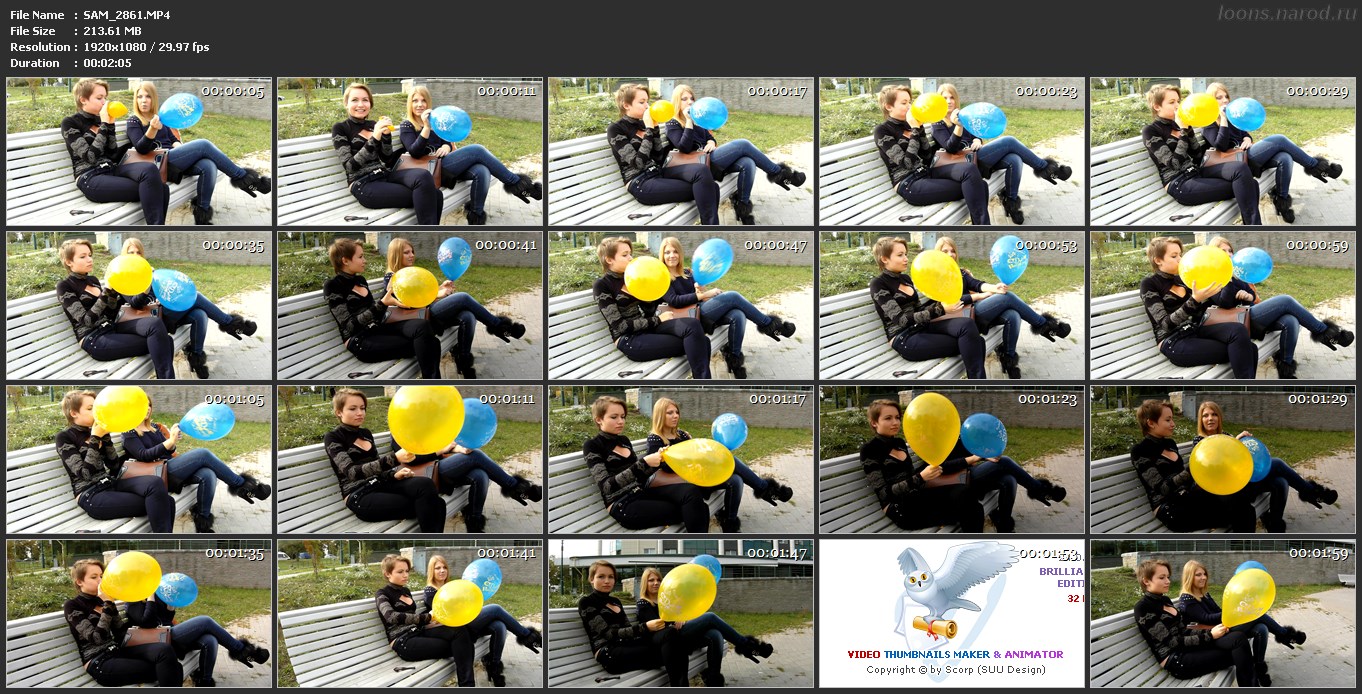 File Name : SAM_2861.MP4
loons.narod.ru
File Size : 213.61 MB
Resolution : 1920x1080 / 29.97 fps
Duration : 00:02:05
00:00:05
00:00:11
00:00:17
00:00:23
00:00:29
00:00:35
00:00:41
00:00:47
00:00:53
00:00:59
00:01:05
00:01:11
00:01:17
00:01:23
00:01:29
00:01:35
00:01:41
00:01:47
00:01:53
BRILLIA
EDITI
32
VIDEO THUMBNAILS MAKER & ANIMATOR
Copyright © by Scorp (SUU Design)
00:01:59